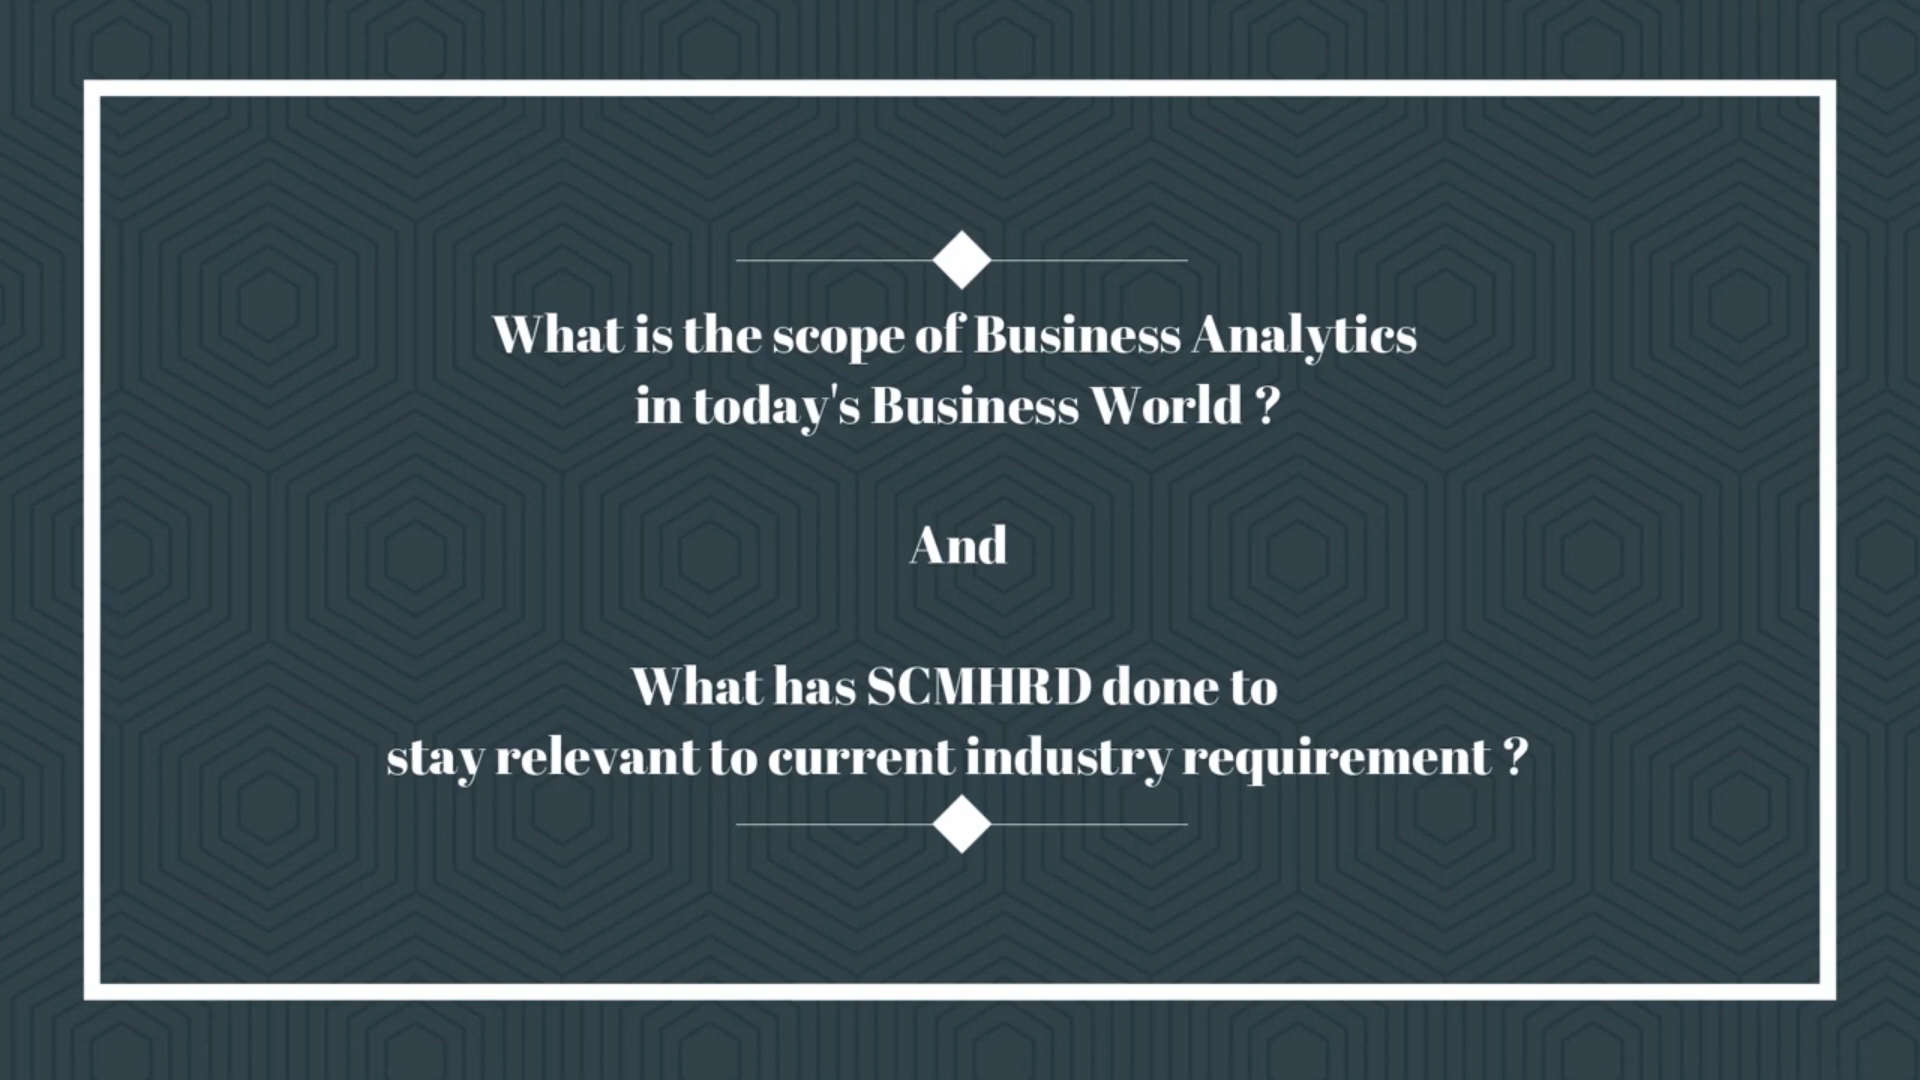 What is the scope of Business Analytics
in today's Business World ?
And
What has SCMHRD done to
stay relevant to current industry requirement ?